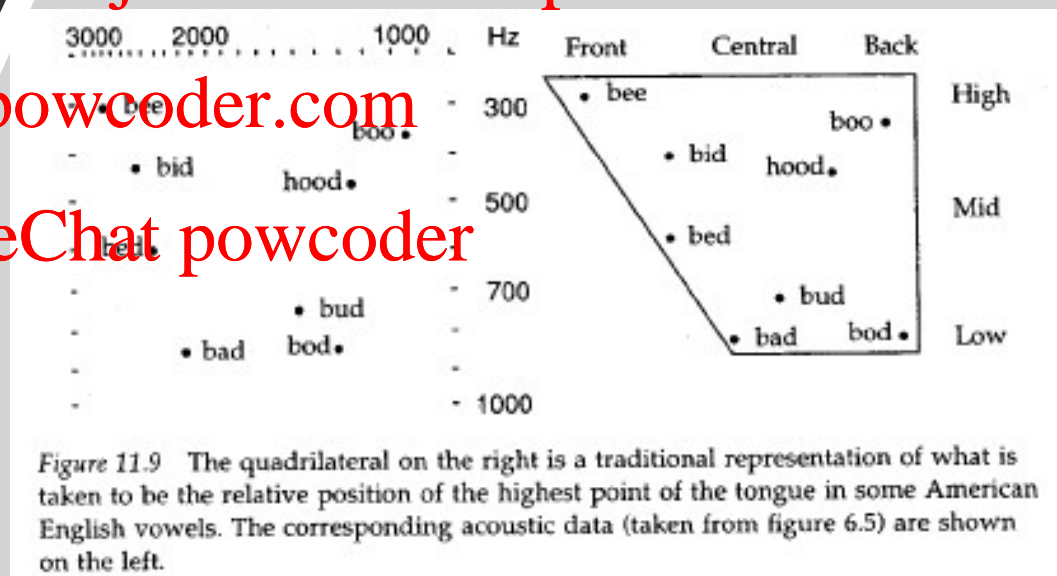 3000 2000 1000 Hz Front Central Back
bee bee High
powcoder.com 300
boo boo
bid bid
hood hood
500 Mid
eChat powcoder
bed bed
700
bud bud
bad bod bad bod Low
1000
Figure 11.9 The quadrilateral on the right is a traditional representation of what is
taken to be the relative position of the highest point of the tongue in some American
English vowels. The corresponding acoustic data (taken from figure 6.5) are shown
on the left.